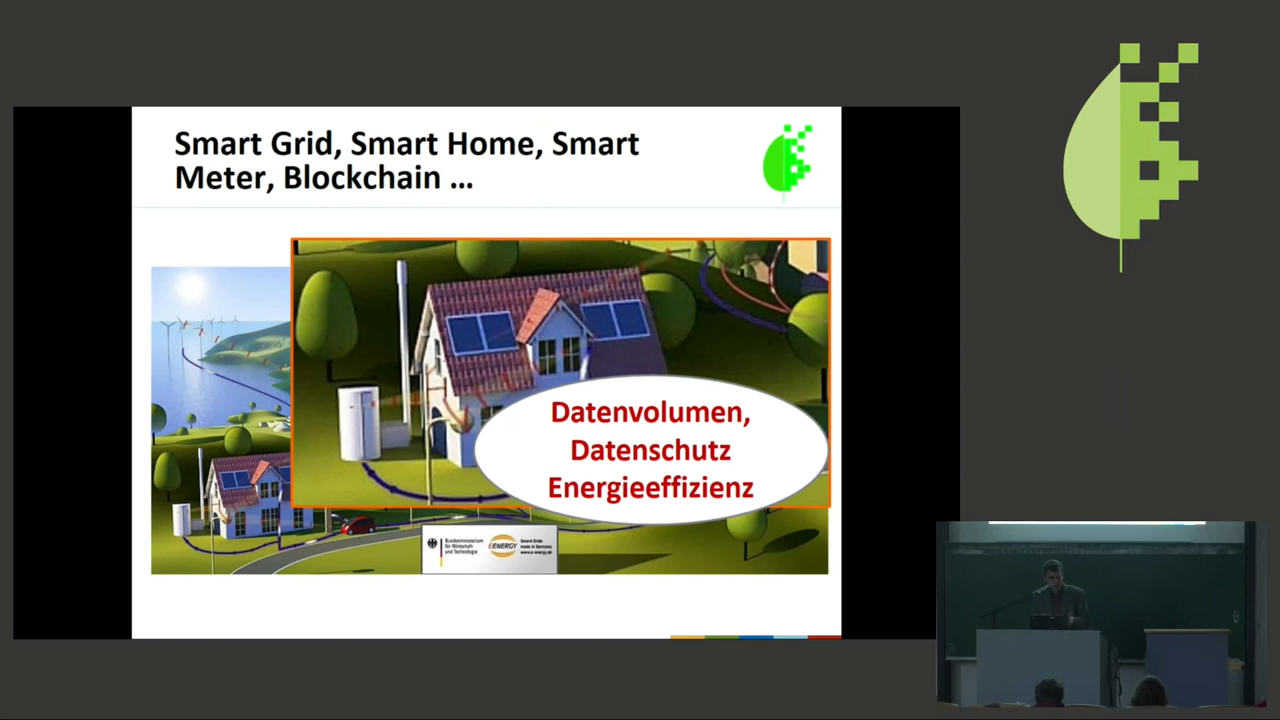 Smart Grid, Smart Home, Smart
Meter, Blockchain ...
Datenvolumen,
Datenschutz
Energieeffizienz
Bundesministerium
für Wirtschaft
und Technologie
E-ENERGY
Smart Grids
made in Germany
www.e-energy.de